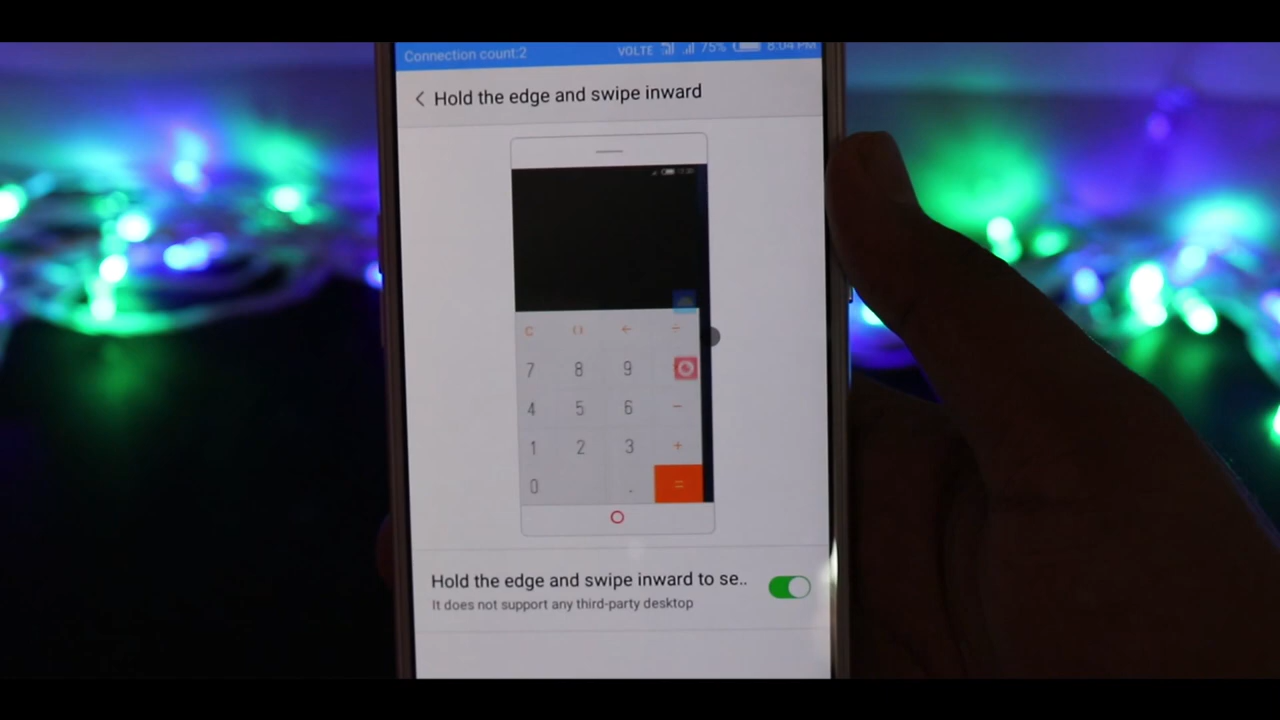 Connection count:2 VOLTE 75% 8:04 PM
Hold the edge and swipe inward
C () ← ÷
7 8 9
4 5 6 −
1 2 3 +
0 . =
Hold the edge and swipe inward to se..
It does not support any third-party desktop